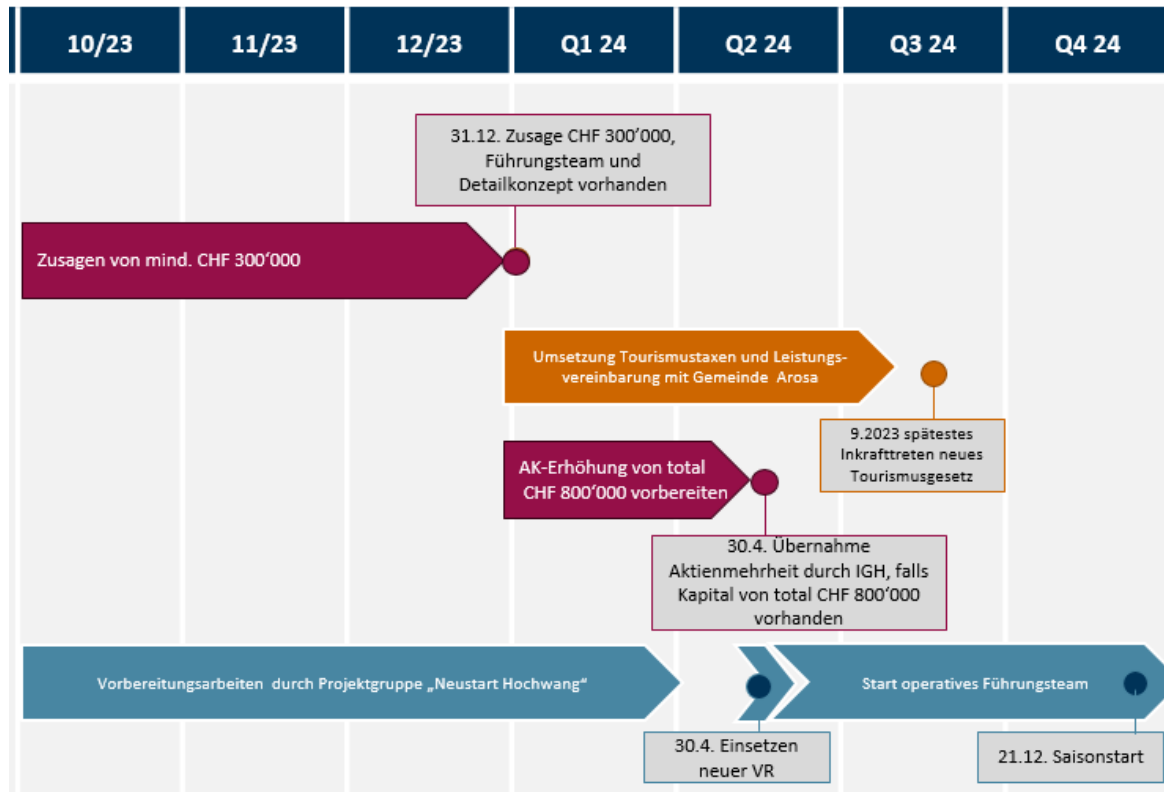 10/23 11/23 12/23 Q1 24 Q2 24 Q3 24 Q4 24
31.12. Zusage CHF 300’000,
Führungsteam und
Detailkonzept vorhanden
Zusagen von mind. CHF 300‘000
Umsetzung Tourismustaxen und Leistungs-
vereinbarung mit Gemeinde Arosa
9.2023 spätestes
Inkrafttreten neues
Tourismusgesetz
AK-Erhöhung von total
CHF 800‘000 vorbereiten
30.4. Übernahme
Aktienmehrheit durch IGH, falls
Kapital von total CHF 800‘000
vorhanden
Vorbereitungsarbeiten durch Projektgruppe „Neustart Hochwang“
Start operatives Führungsteam
30.4. Einsetzen
neuer VR
21.12. Saisonstart